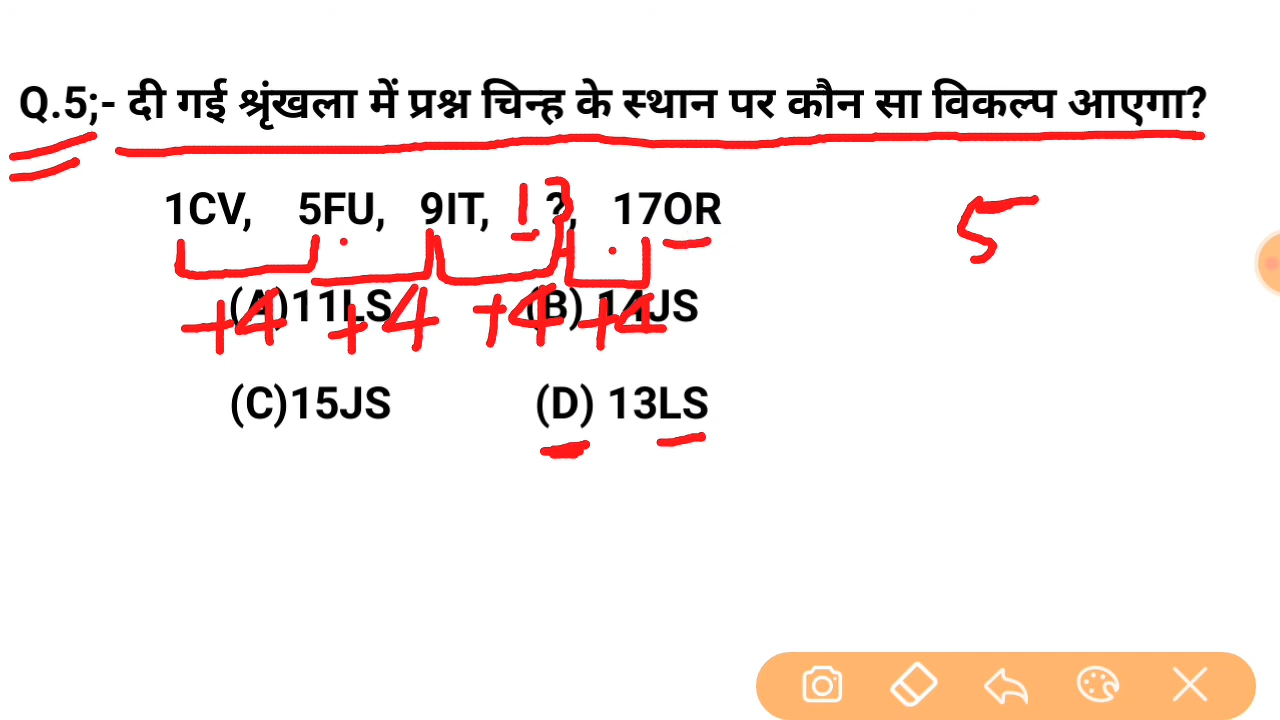 Q.5;- दी गई श्रृंखला में प्रश्न चिन्ह के स्थान पर कौन सा विकल्प आएगा?
1CV, 5FU, 9IT, 13 ?, 17OR 5
+4 +4 +4 +4
(A)11LS (B) 14JS
(C)15JS (D) 13LS